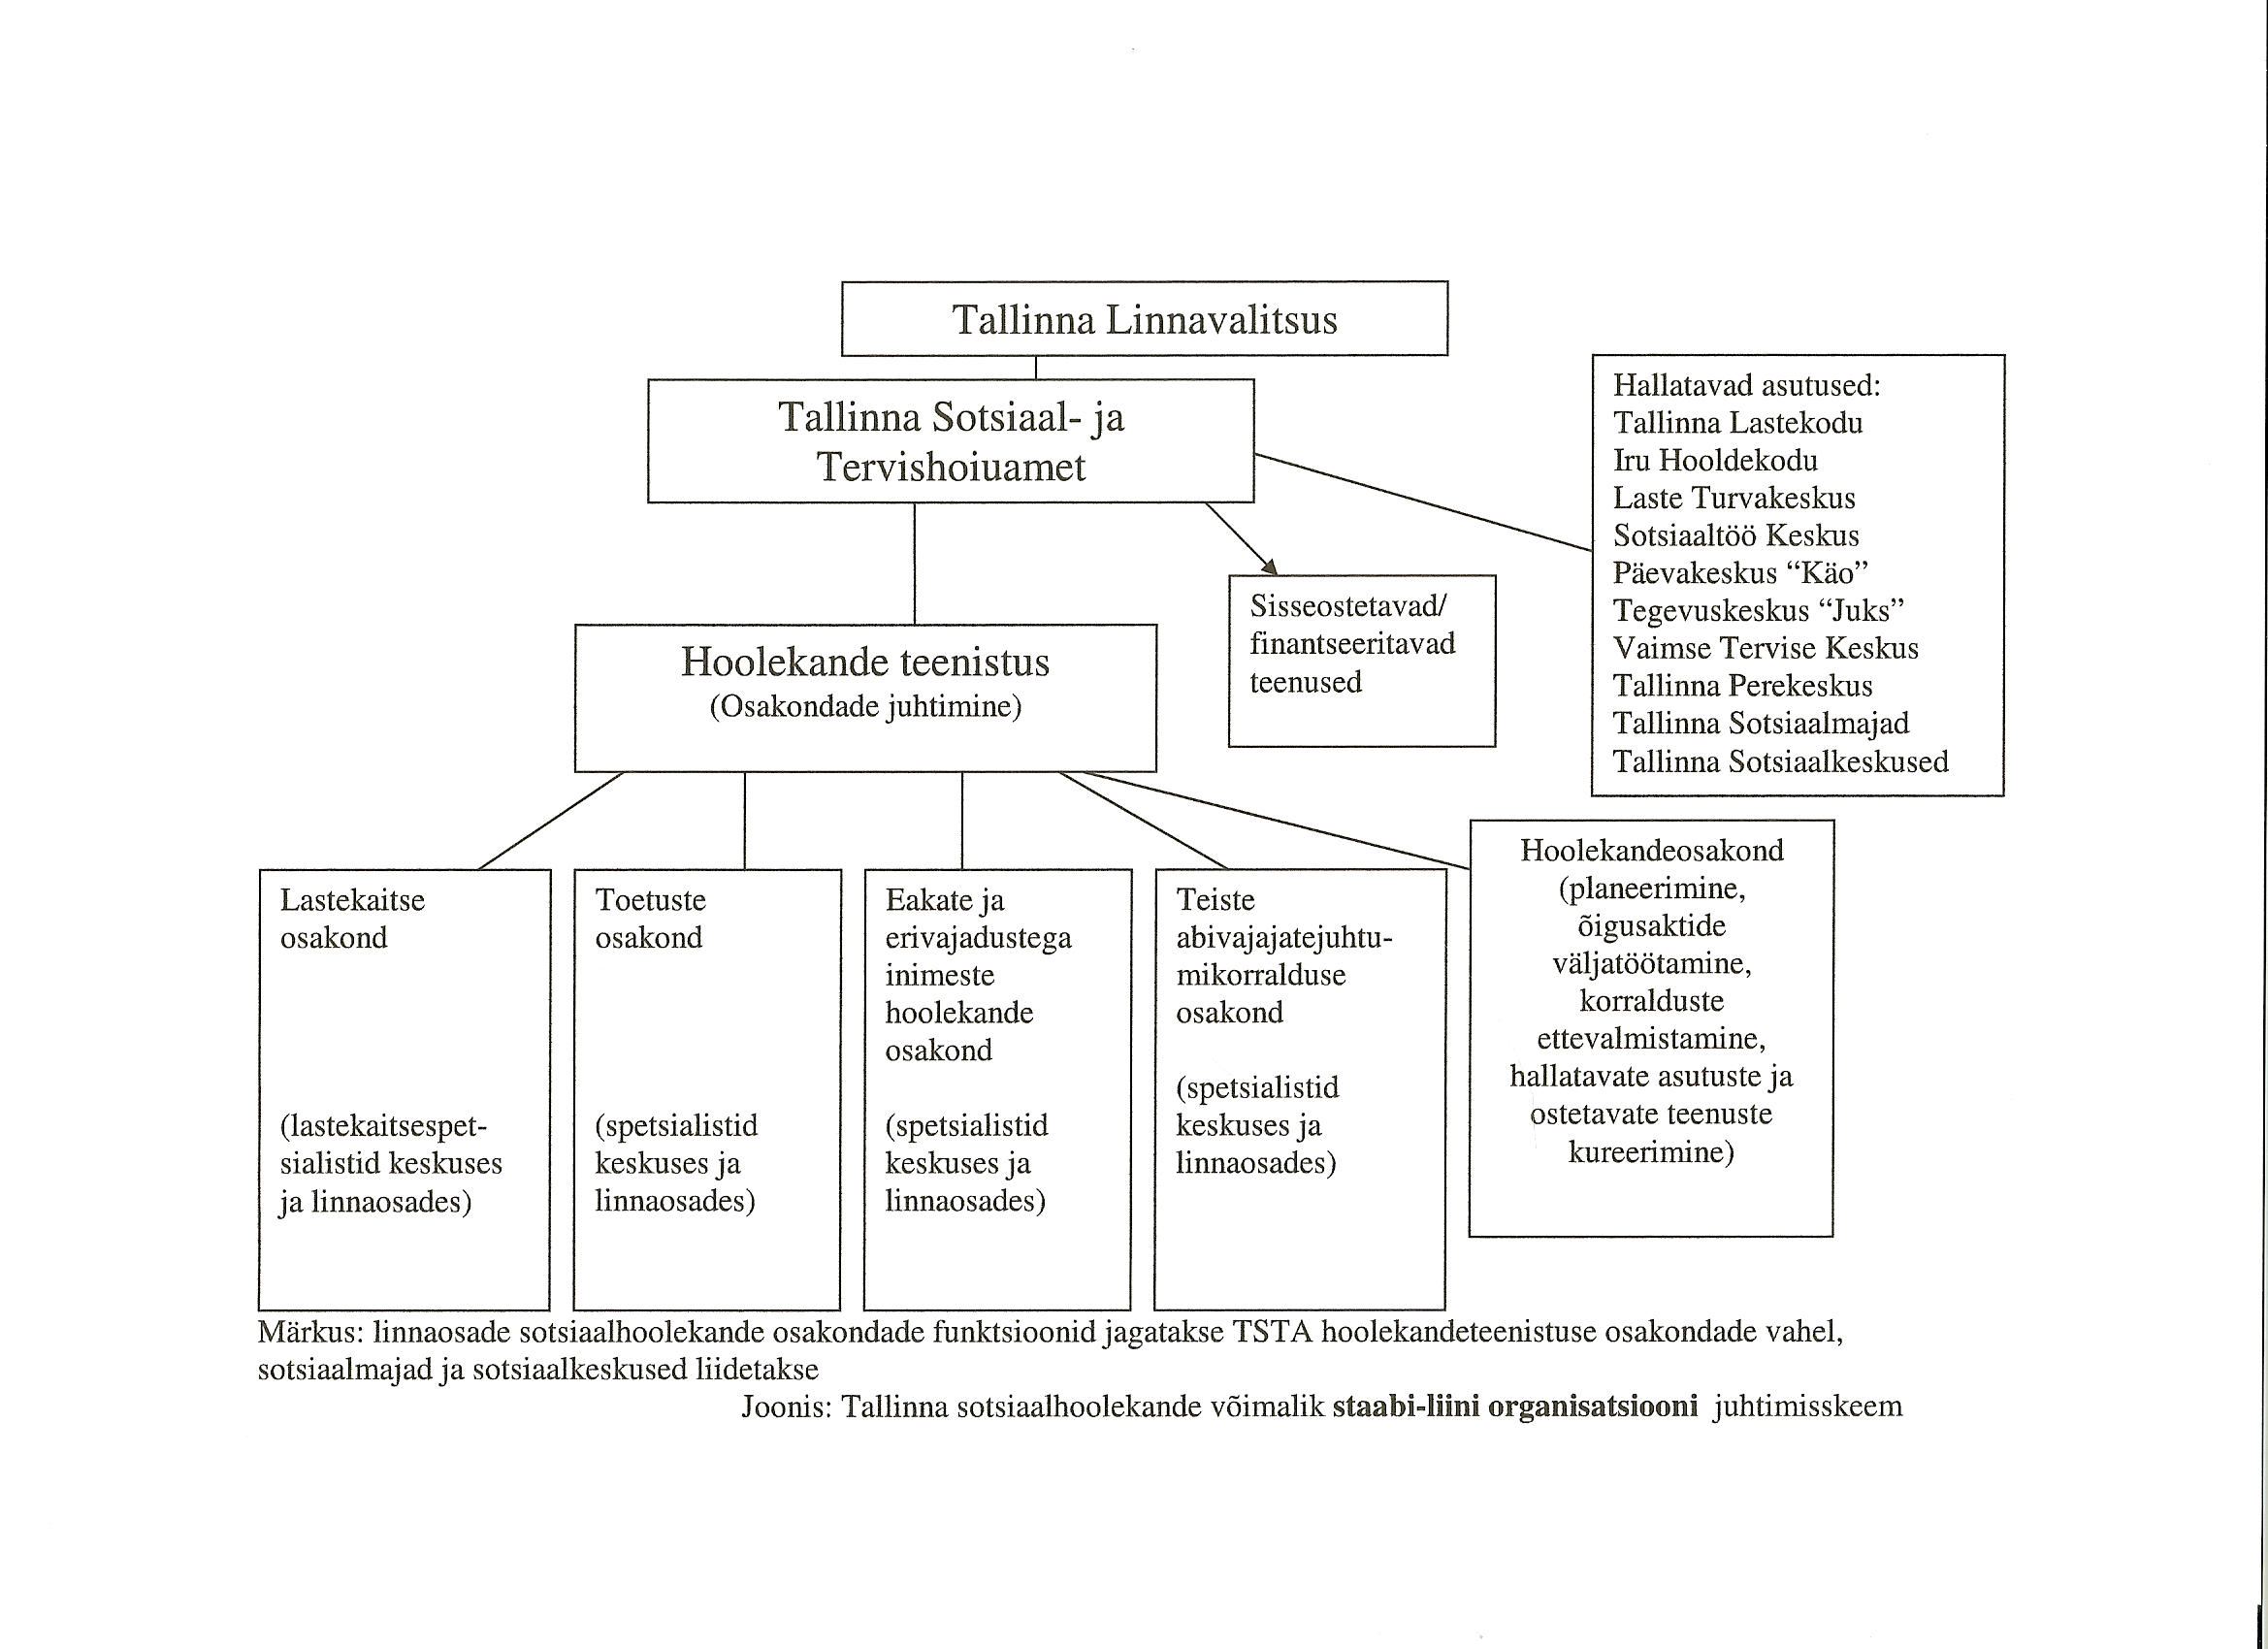 Tallinna Linnavalitsus
Tallinna Sotsiaal- ja
Tervishoiuamet
Hallatavad asutused:
Tallinna Lastekodu
Iru Hooldekodu
Laste Turvakeskus
Sotsiaaltöö Keskus
Päevakeskus “Käo”
Tegevuskeskus “Juks”
Vaimse Tervise Keskus
Tallinna Perekeskus
Tallinna Sotsiaalmajad
Tallinna Sotsiaalkeskused
Sisseostetavad/
finantseeritavad
teenused
Hoolekande teenistus
(Osakondade juhtimine)
Lastekaitse
osakond
(lastekaitsespet-
sialistid keskuses
ja linnaosades)
Toetuste
osakond
(spetsialistid
keskuses ja
linnaosades)
Eakate ja
erivajadustega
inimeste
hoolekande
osakond
(spetsialistid
keskuses ja
linnaosades)
Teiste
abivajajatejuhtu-
mikorralduse
osakond
(spetsialistid
keskuses ja
linnaosades)
Hoolekandeosakond
(planeerimine,
õigusaktide
väljatöötamine,
korralduste
ettevalmistamine,
hallatavate asutuste ja
ostetavate teenuste
kureerimine)
Märkus: linnaosade sotsiaalhoolekande osakondade funktsioonid jagatakse TSTA hoolekandeteenistuse osakondade vahel,
sotsiaalmajad ja sotsiaalkeskused liidetakse
Joonis: Tallinna sotsiaalhoolekande võimalik staabi-liini organisatsiooni juhtimisskeem